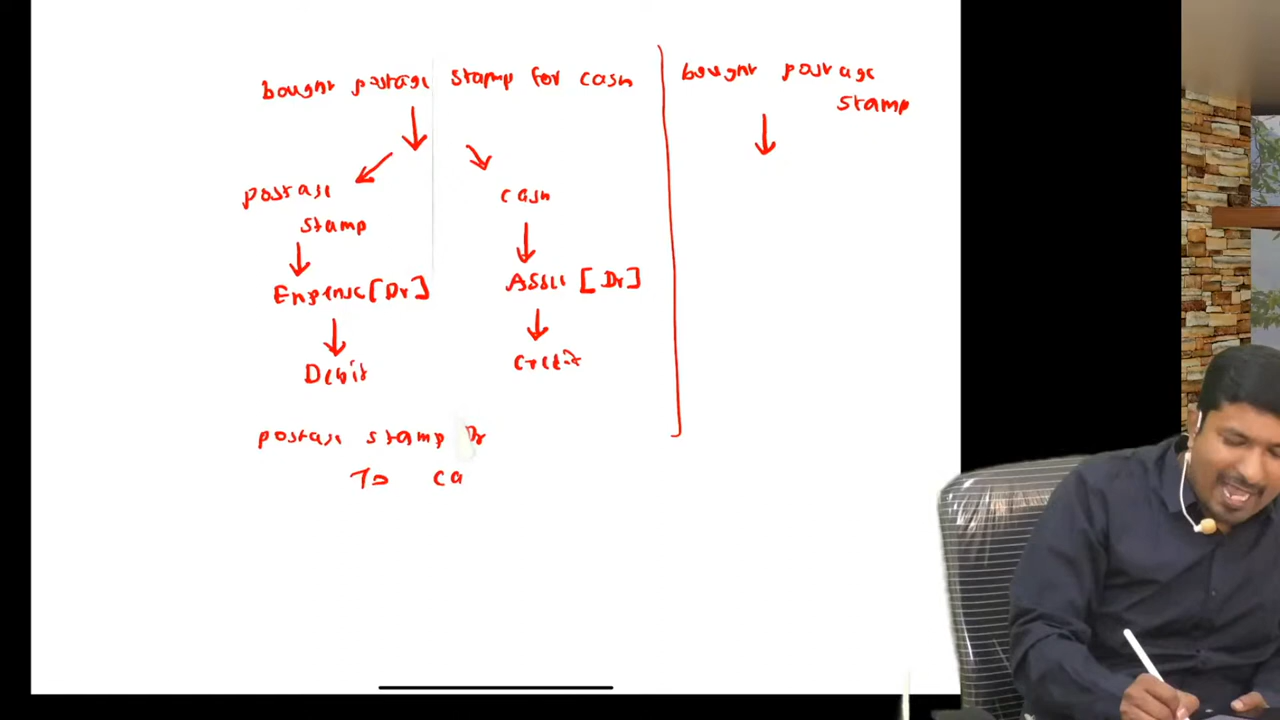 bought postage stamp for cash
postage
stamp
Expense [Dr]
Debit
cash
Asset [Dr]
credit
postage stamp Dr
To ca
bought postage
stamp